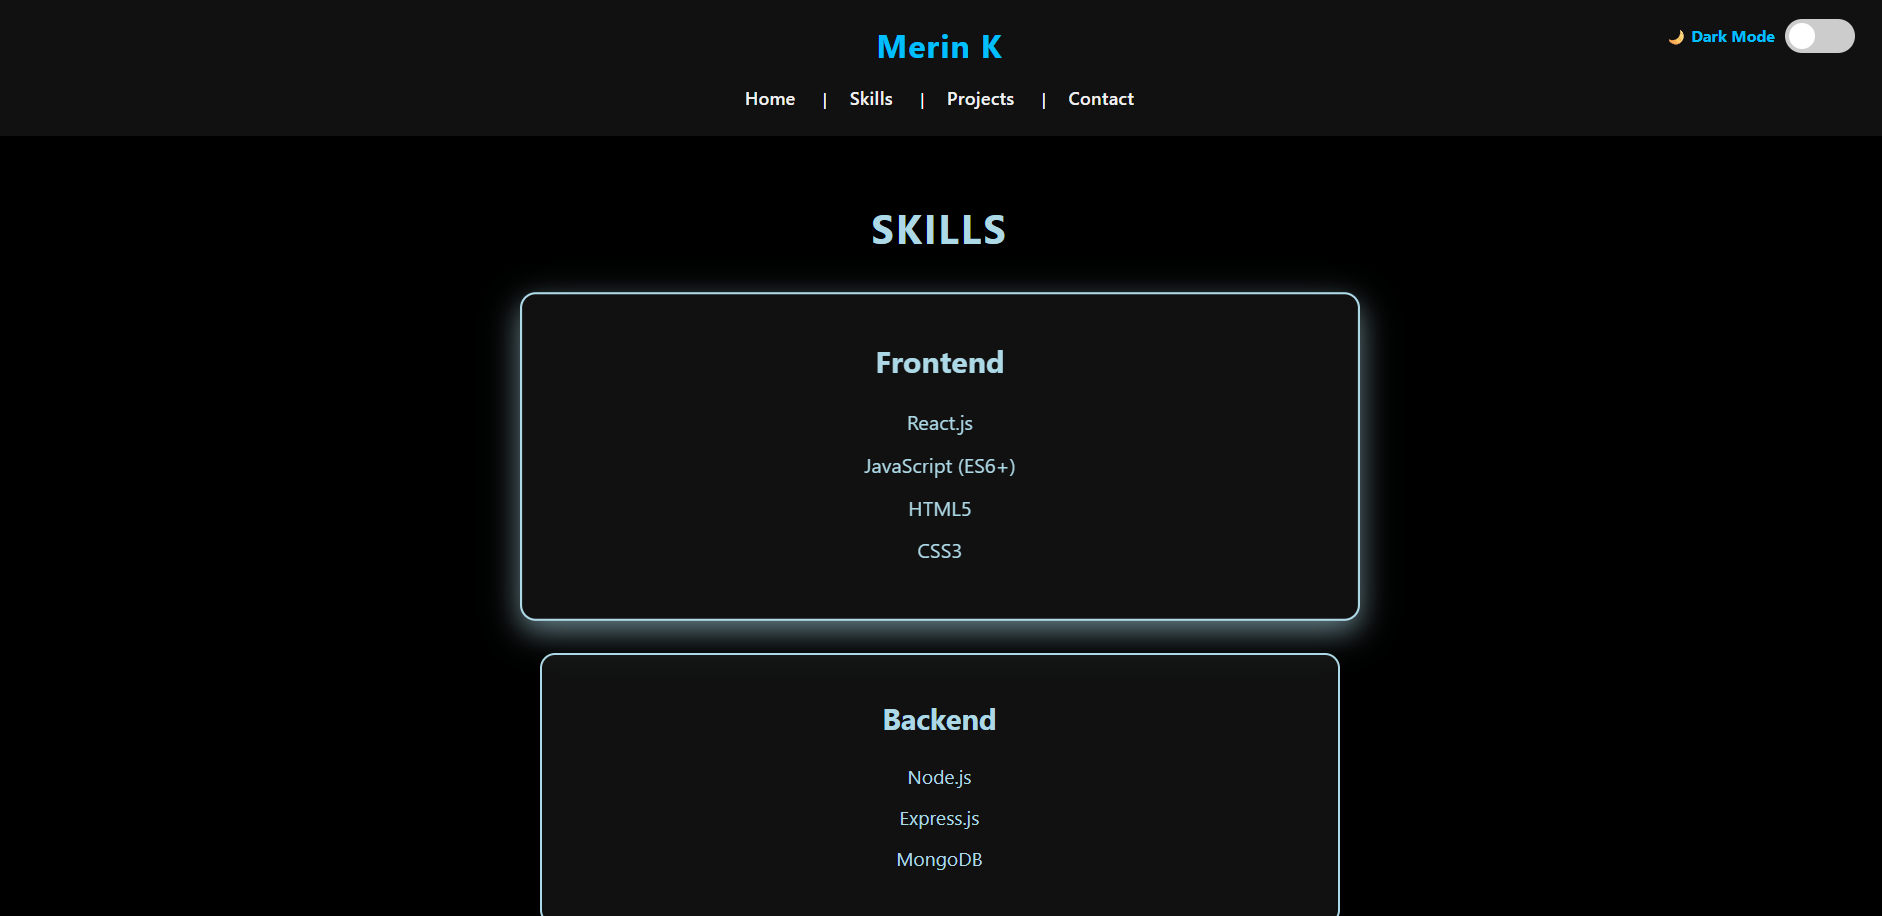 Merin K
🌙 Dark Mode
Home | Skills | Projects | Contact
SKILLS
Frontend
React.js
JavaScript (ES6+)
HTML5
CSS3
Backend
Node.js
Express.js
MongoDB